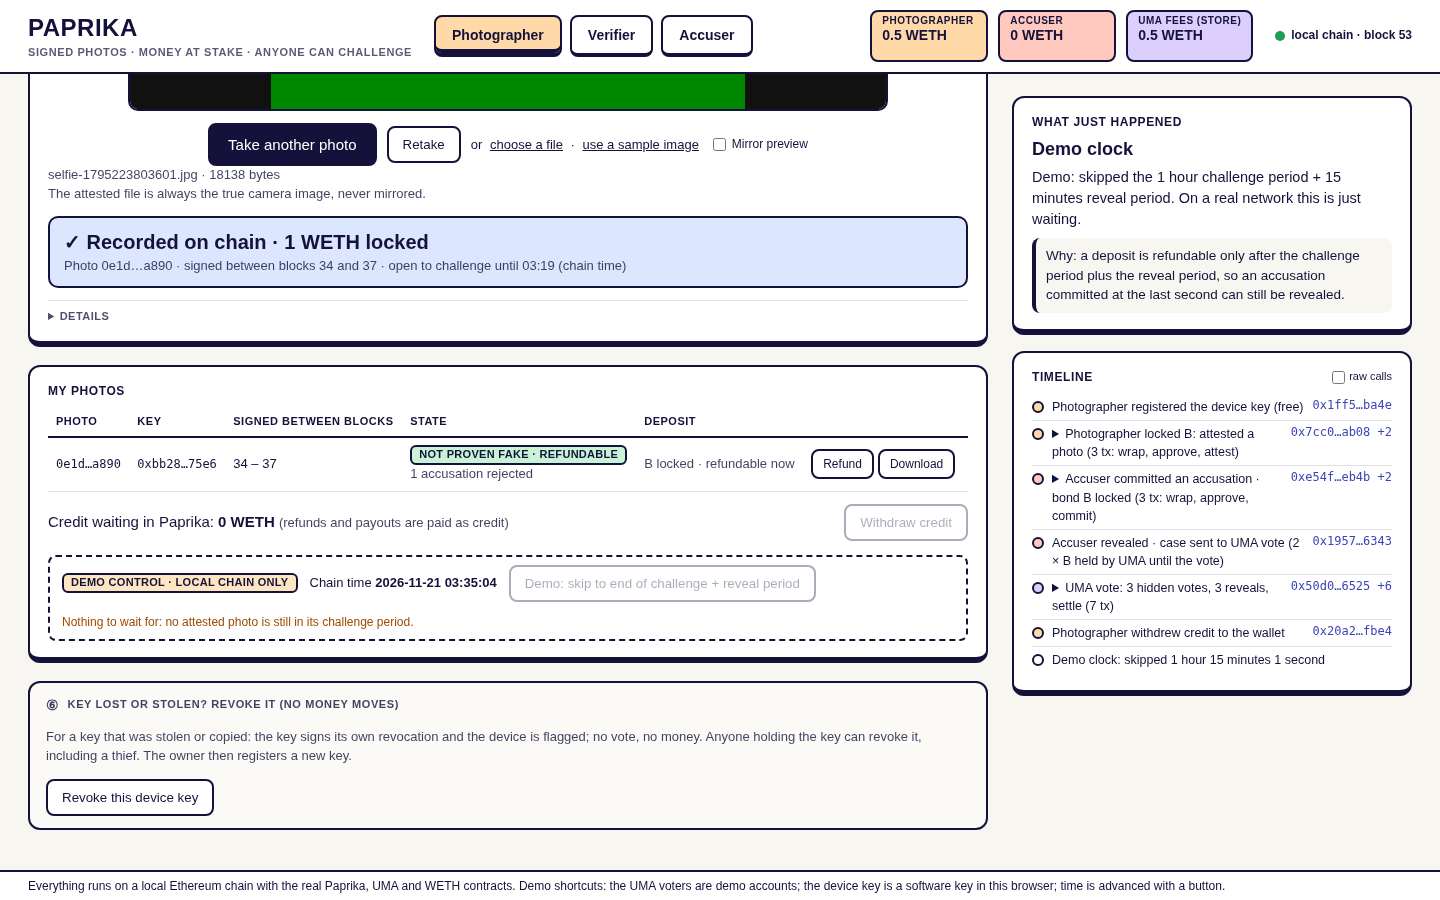 PAPRIKA
SIGNED PHOTOS · MONEY AT STAKE · ANYONE CAN CHALLENGE
Photographer
Verifier
Accuser
PHOTOGRAPHER
0.5 WETH
ACCUSER
0 WETH
UMA FEES (STORE)
0.5 WETH
local chain · block 53
Take another photo
Retake
or choose a file · use a sample image
Mirror preview
selfie-1795223803601.jpg · 18138 bytes
The attested file is always the true camera image, never mirrored.
✓ Recorded on chain · 1 WETH locked
Photo 0e1d…a890 · signed between blocks 34 and 37 · open to challenge until 03:19 (chain time)
DETAILS
MY PHOTOS
PHOTO KEY SIGNED BETWEEN BLOCKS STATE DEPOSIT
0e1d…a890 0xbb28…75e6 34 – 37 NOT PROVEN FAKE · REFUNDABLE B locked · refundable now Refund Download
1 accusation rejected
Credit waiting in Paprika: 0 WETH (refunds and payouts are paid as credit)
Withdraw credit
DEMO CONTROL · LOCAL CHAIN ONLY
Chain time 2026-11-21 03:35:04
Demo: skip to end of challenge + reveal period
Nothing to wait for: no attested photo is still in its challenge period.
⑥ KEY LOST OR STOLEN? REVOKE IT (NO MONEY MOVES)
For a key that was stolen or copied: the key signs its own revocation and the device is flagged; no vote, no money. Anyone holding the key can revoke it,
including a thief. The owner then registers a new key.
Revoke this device key
WHAT JUST HAPPENED
Demo clock
Demo: skipped the 1 hour challenge period + 15
minutes reveal period. On a real network this is just
waiting.
Why: a deposit is refundable only after the challenge
period plus the reveal period, so an accusation
committed at the last second can still be revealed.
TIMELINE
raw calls
Photographer registered the device key (free) 0x1ff5…ba4e
Photographer locked B: attested a 0x7cc0…ab08 +2
photo (3 tx: wrap, approve, attest)
Accuser committed an accusation · 0xe54f…eb4b +2
bond B locked (3 tx: wrap, approve,
commit)
Accuser revealed · case sent to UMA vote (2 0x1957…6343
× B held by UMA until the vote)
UMA vote: 3 hidden votes, 3 reveals, 0x50d0…6525 +6
settle (7 tx)
Photographer withdrew credit to the wallet 0x20a2…fbe4
Demo clock: skipped 1 hour 15 minutes 1 second
Everything runs on a local Ethereum chain with the real Paprika, UMA and WETH contracts. Demo shortcuts: the UMA voters are demo accounts; the device key is a software key in this browser; time is advanced with a button.